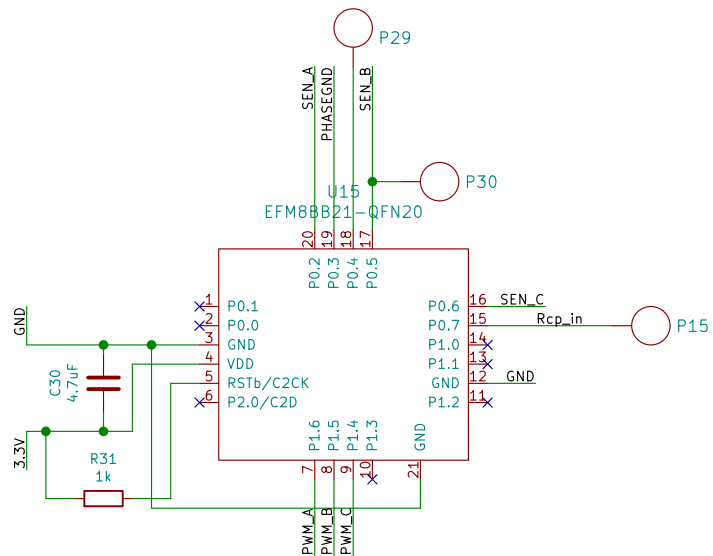 P29
SEN_A
PHASEGND
SEN_B
P30
U15
EFM8BB21-QFN20
20
19
18
17
P0.2
P0.3
P0.4
P0.5
1
P0.1
2
P0.0
3
GND
4
VDD
5
RSTb/C2CK
6
P2.0/C2D
P0.6
16
SEN_C
P0.7
15
Rcp_in
P15
P1.0
14
P1.1
13
GND
12
GND
P1.2
11
GND
C30
4.7uF
3.3V
R31
1k
P1.6
P1.5
P1.4
P1.3
GND
7
8
9
10
21
PWM_A
PWM_B
PWM_C